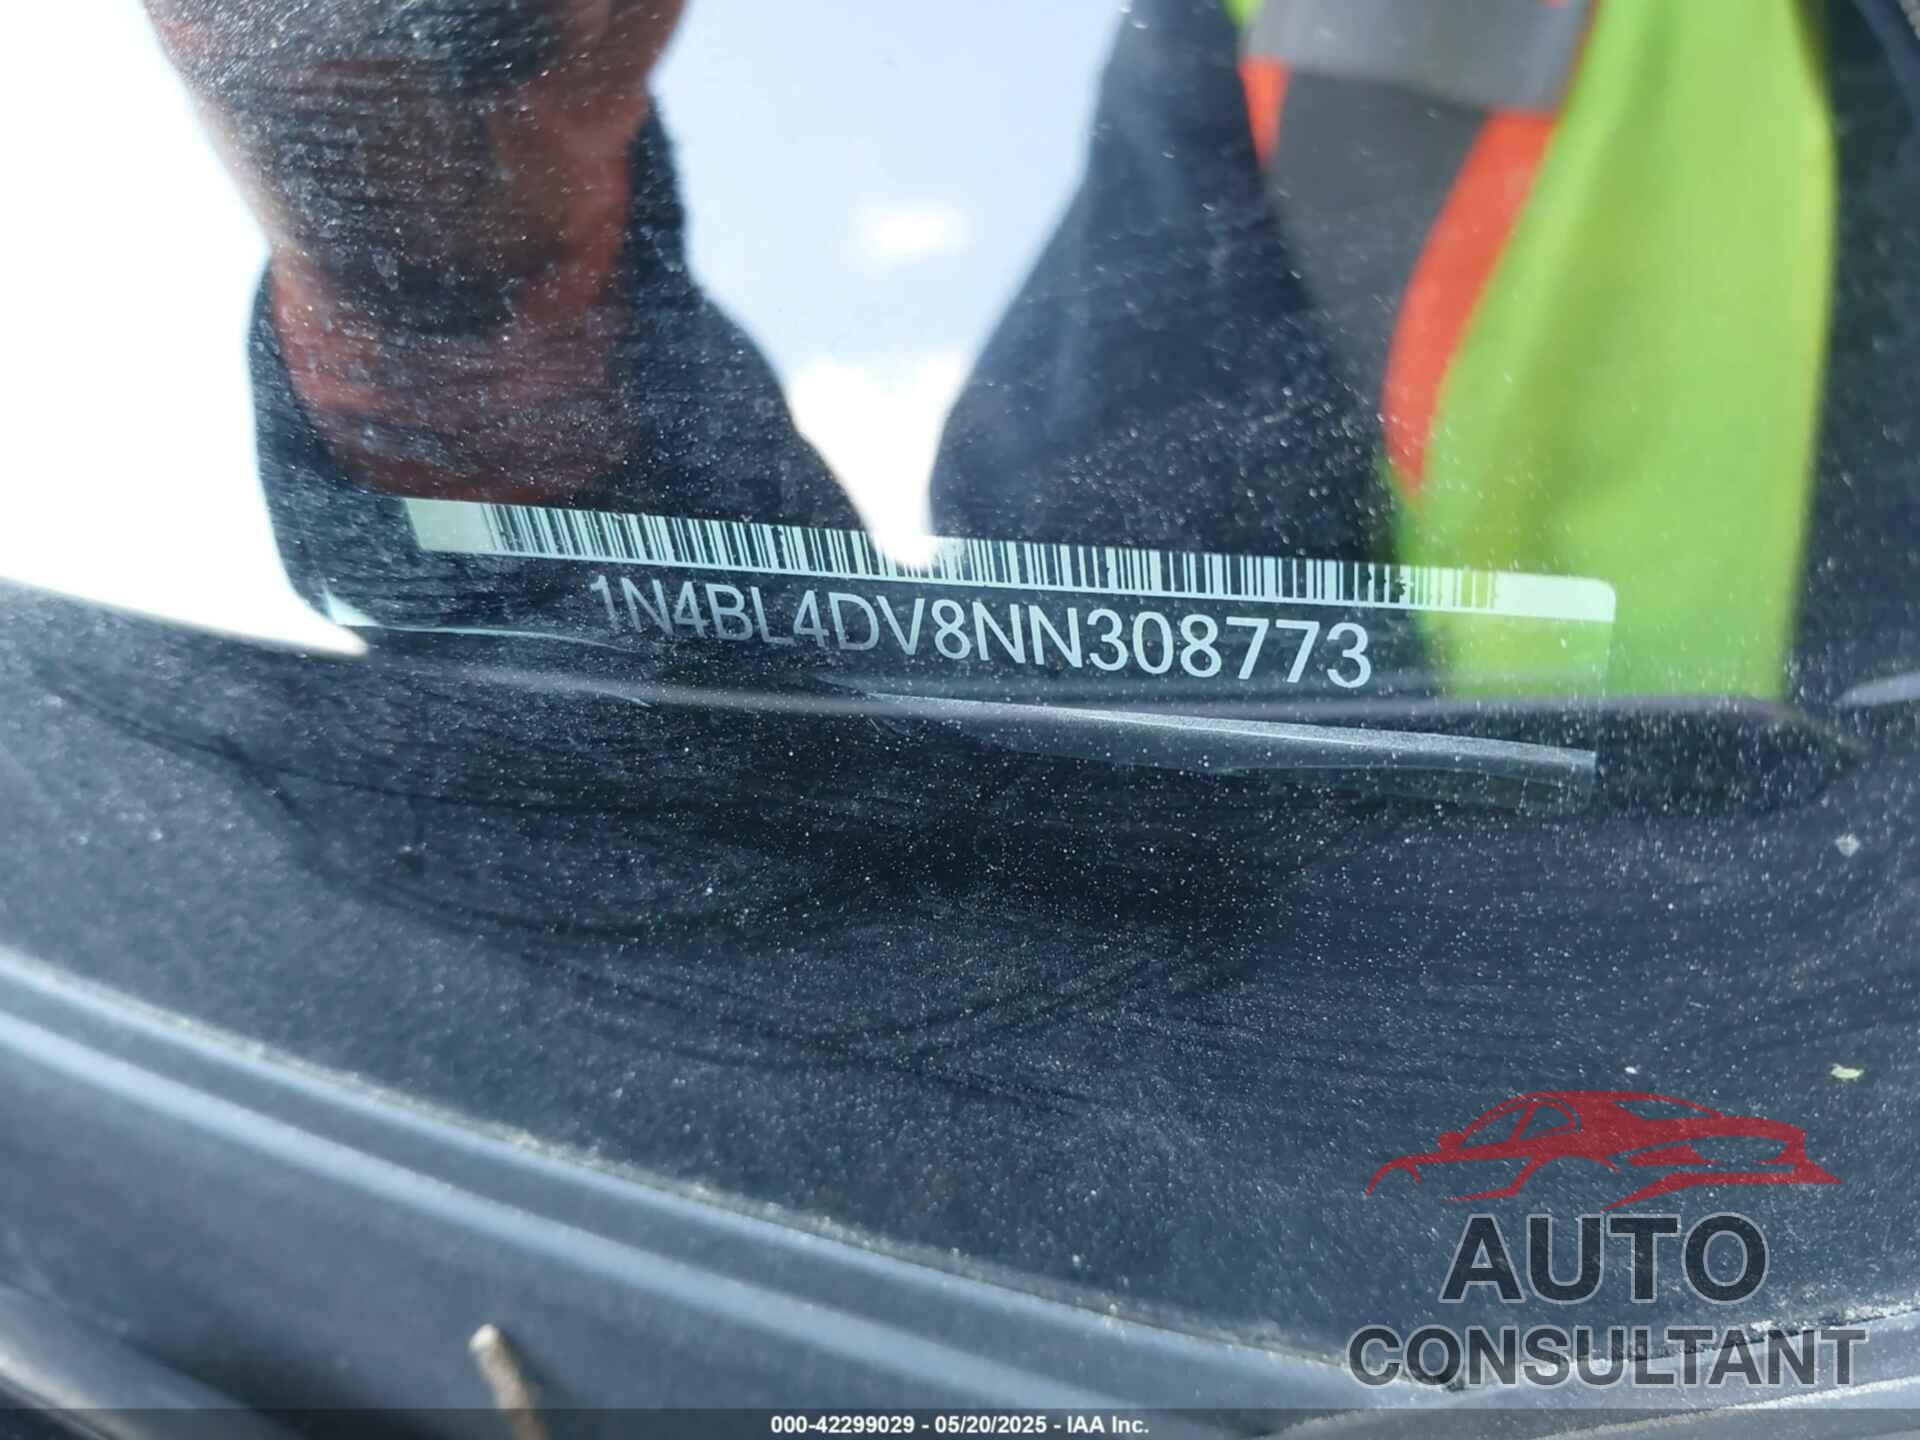 1N4BL4DV8NN308773
AUTO
CONSULTANT
000-42299029 - 05/20/2025 - IAA Inc.